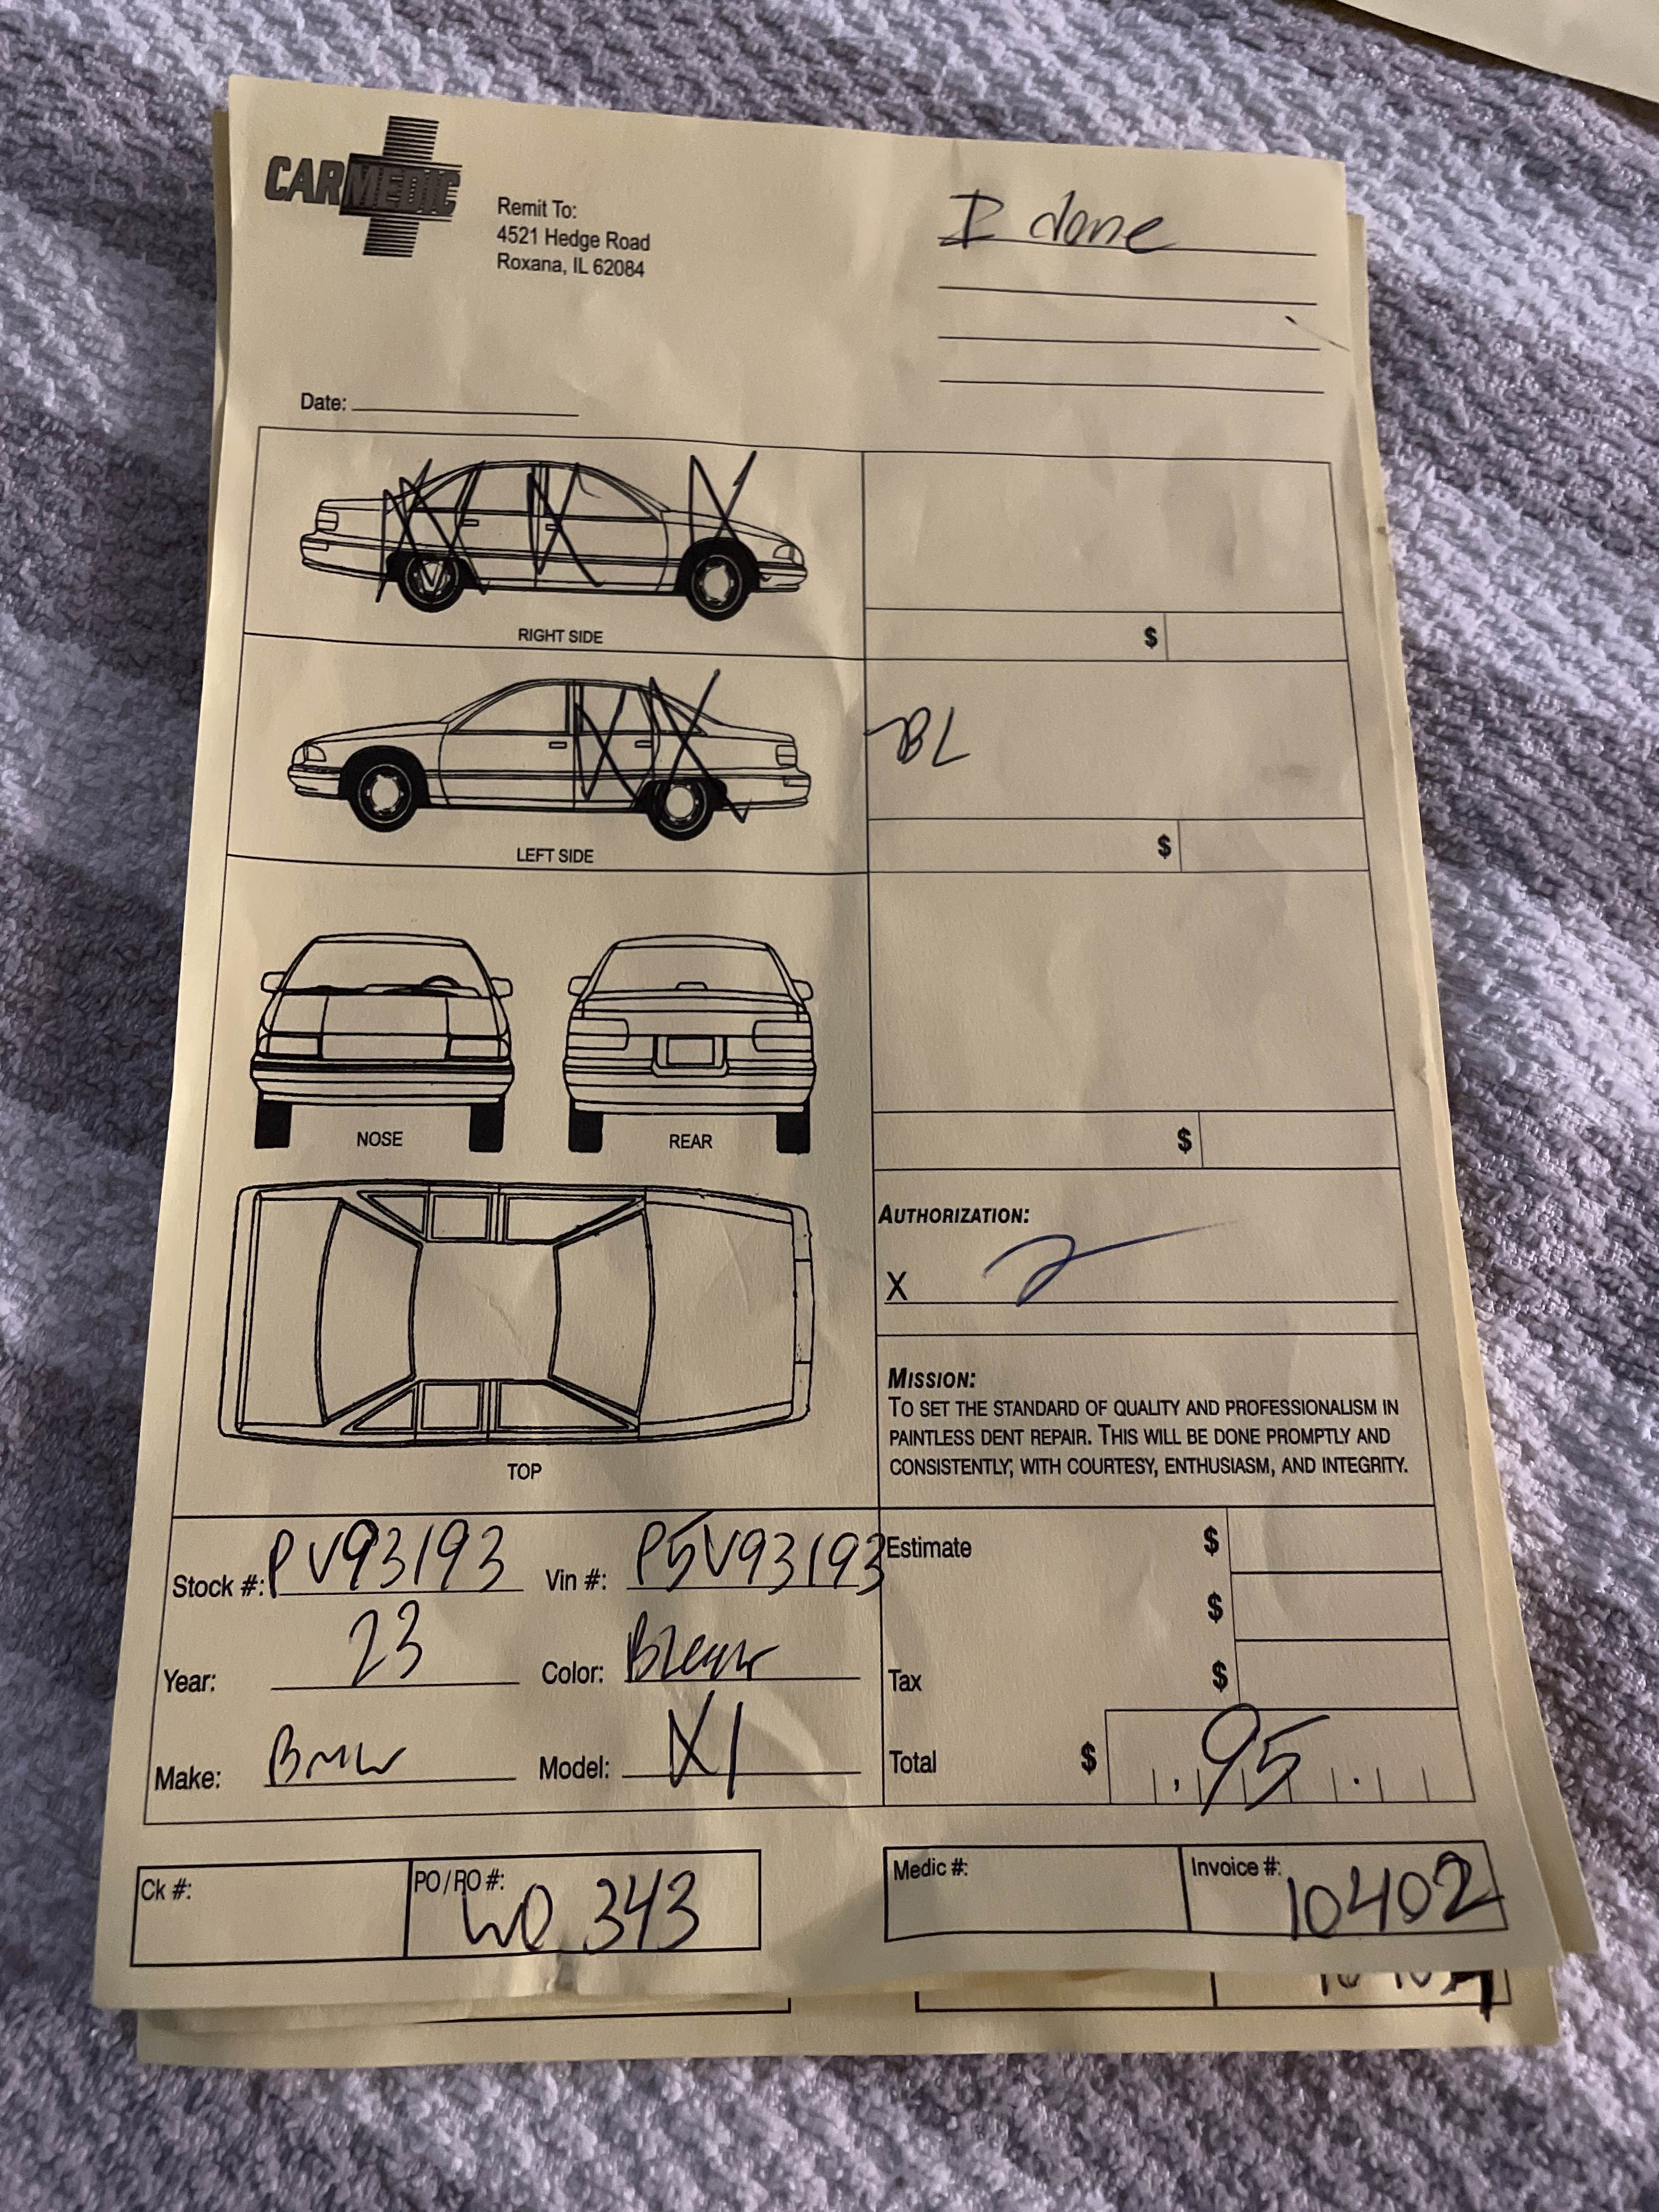 CARMEDIC
Remit To:
4521 Hedge Road
Roxana, IL 62084
I done
Date:
RIGHT SIDE
$
LEFT SIDE
$
NOSE
REAR
$
TOP
AUTHORIZATION:
X
MISSION:
TO SET THE STANDARD OF QUALITY AND PROFESSIONALISM IN
PAINTLESS DENT REPAIR. THIS WILL BE DONE PROMPTLY AND
CONSISTENTLY, WITH COURTESY, ENTHUSIASM, AND INTEGRITY.
Stock #: PV93193 Vin #: P5V93193
Year: 23 Color:
Make: BMW Model: X1
Estimate $
$
Tax $
Total $ 95
Ck #:
PO/RO #: WO 343
Medic #:
Invoice #: 10402